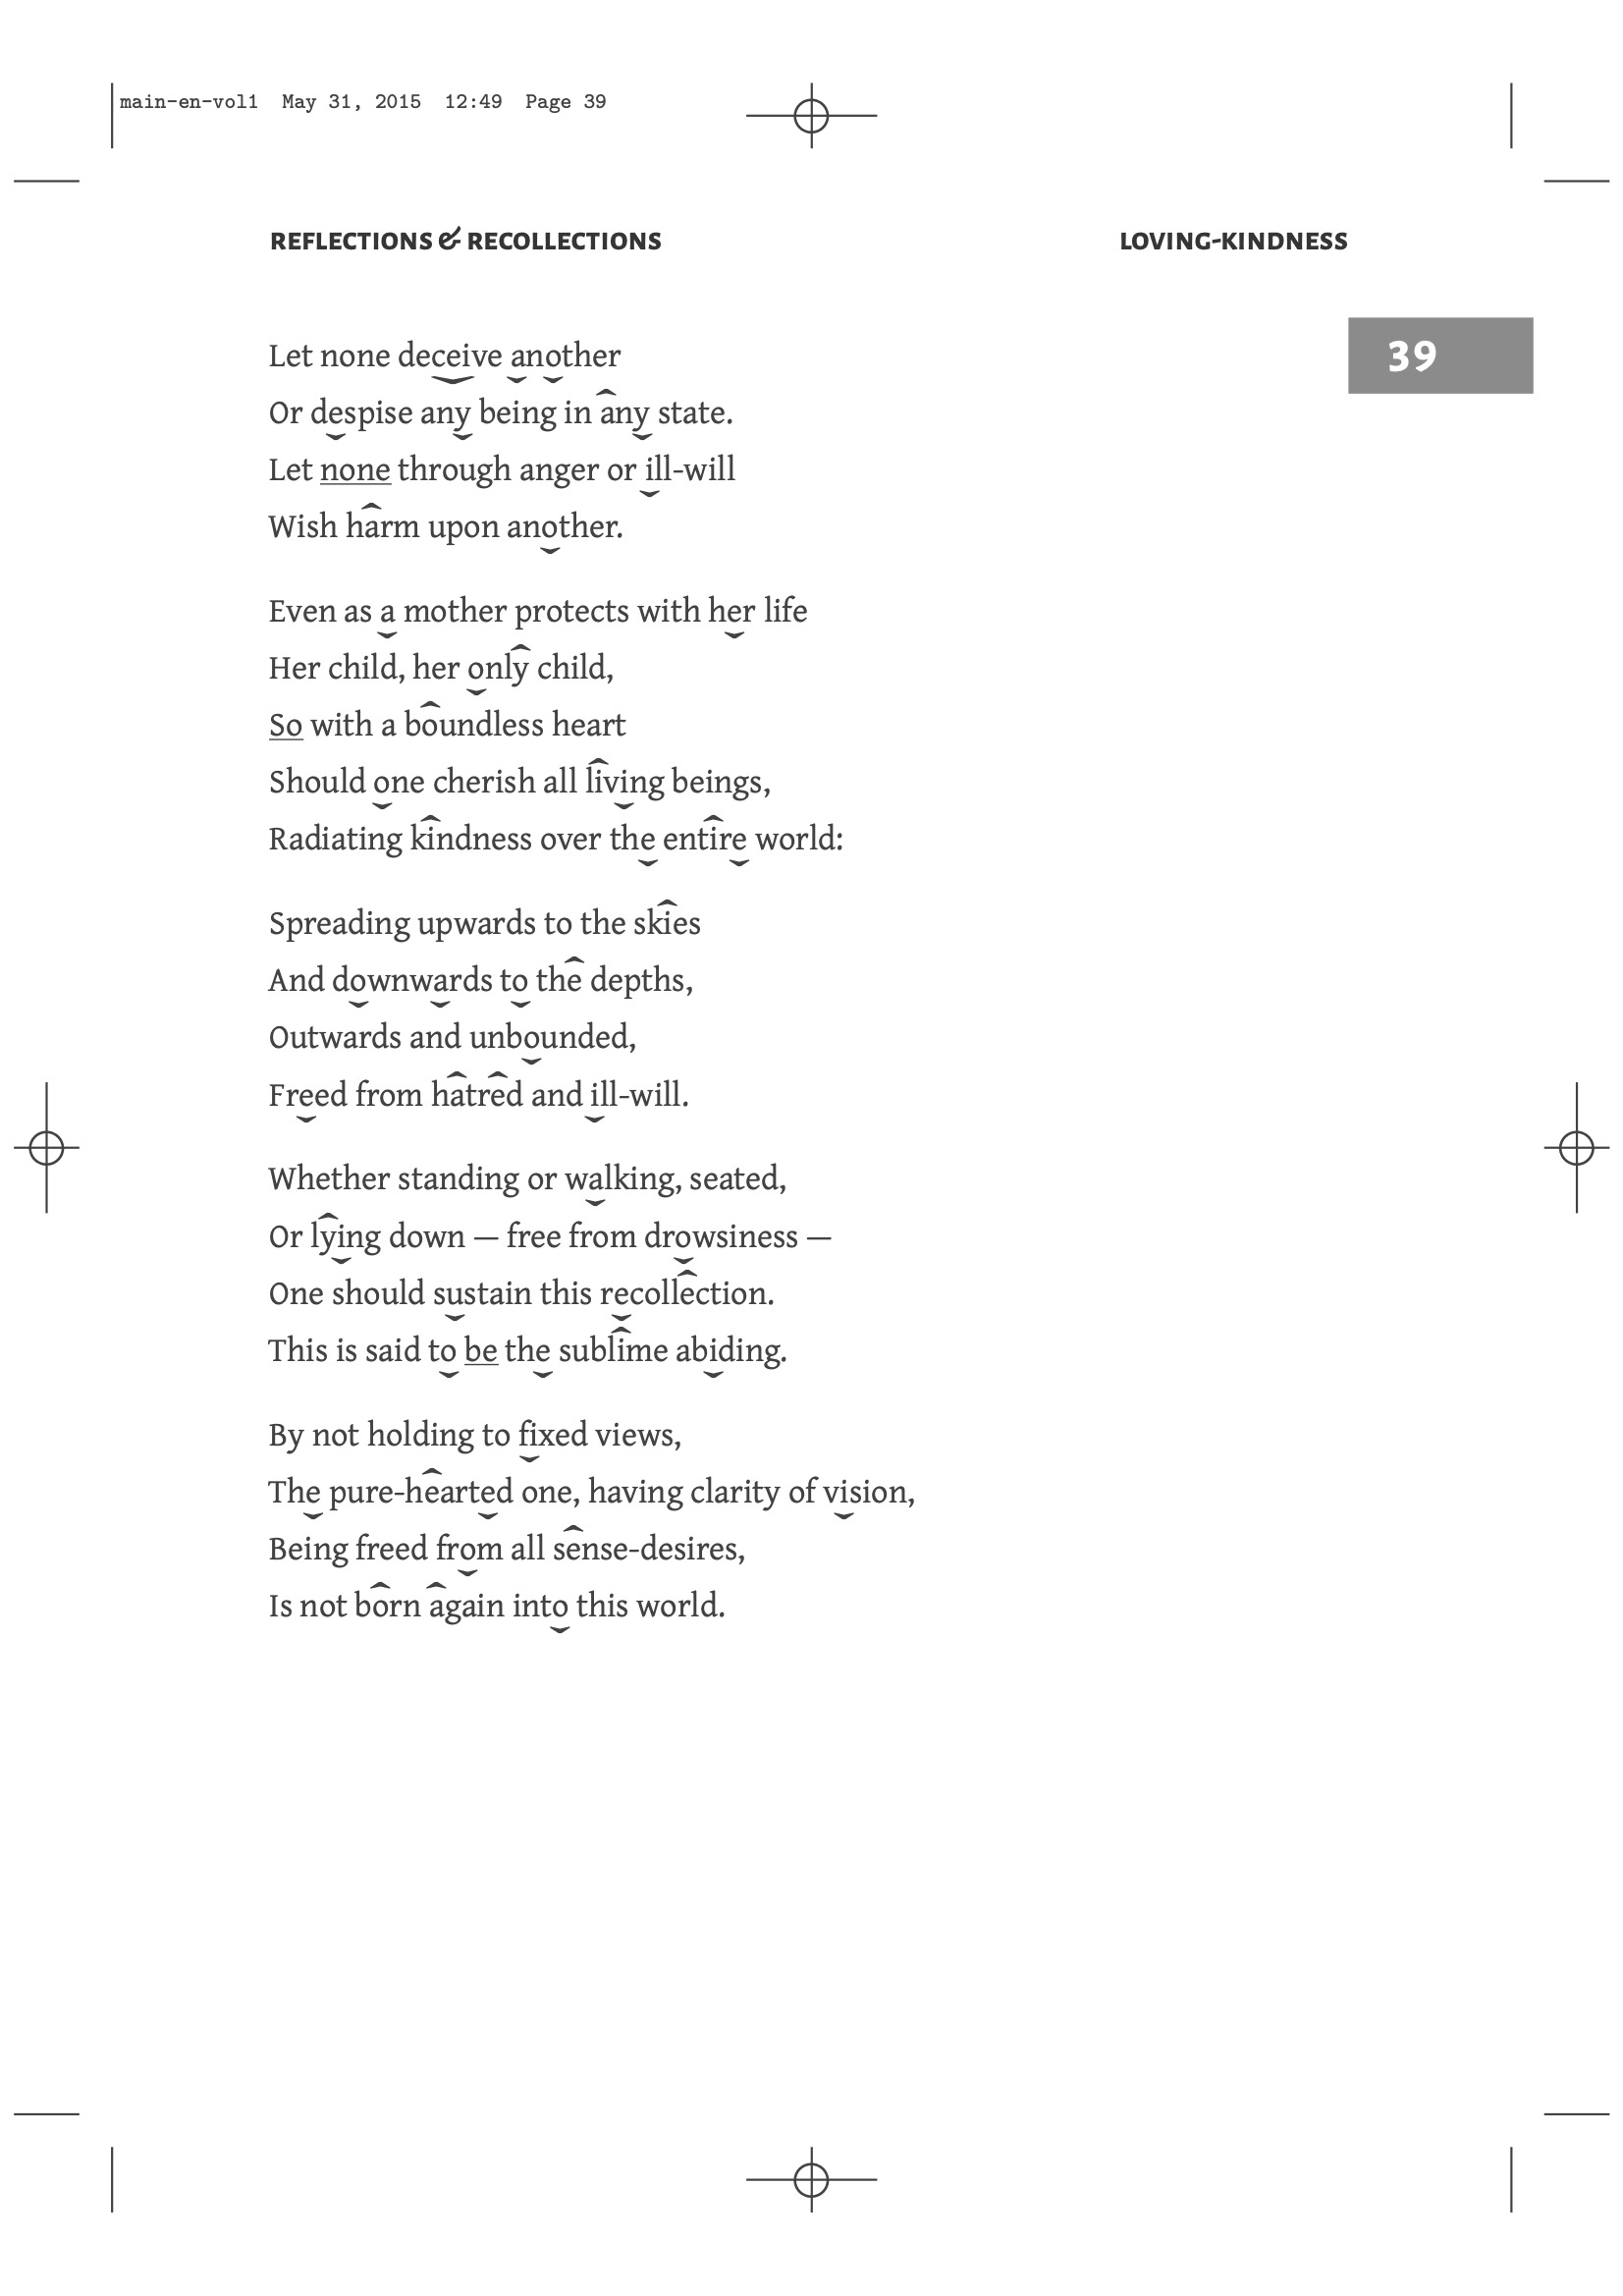 main-en-vol1 May 31, 2015 12:49 Page 39
REFLECTIONS & RECOLLECTIONS LOVING-KINDNESS
39
Let none deceive another
Or despise any being in any state.
Let none through anger or ill-will
Wish harm upon another.
Even as a mother protects with her life
Her child, her only child,
So with a boundless heart
Should one cherish all living beings,
Radiating kindness over the entire world:
Spreading upwards to the skies
And downwards to the depths,
Outwards and unbounded,
Freed from hatred and ill-will.
Whether standing or walking, seated,
Or lying down — free from drowsiness —
One should sustain this recollection.
This is said to be the sublime abiding.
By not holding to fixed views,
The pure-hearted one, having clarity of vision,
Being freed from all sense-desires,
Is not born again into this world.